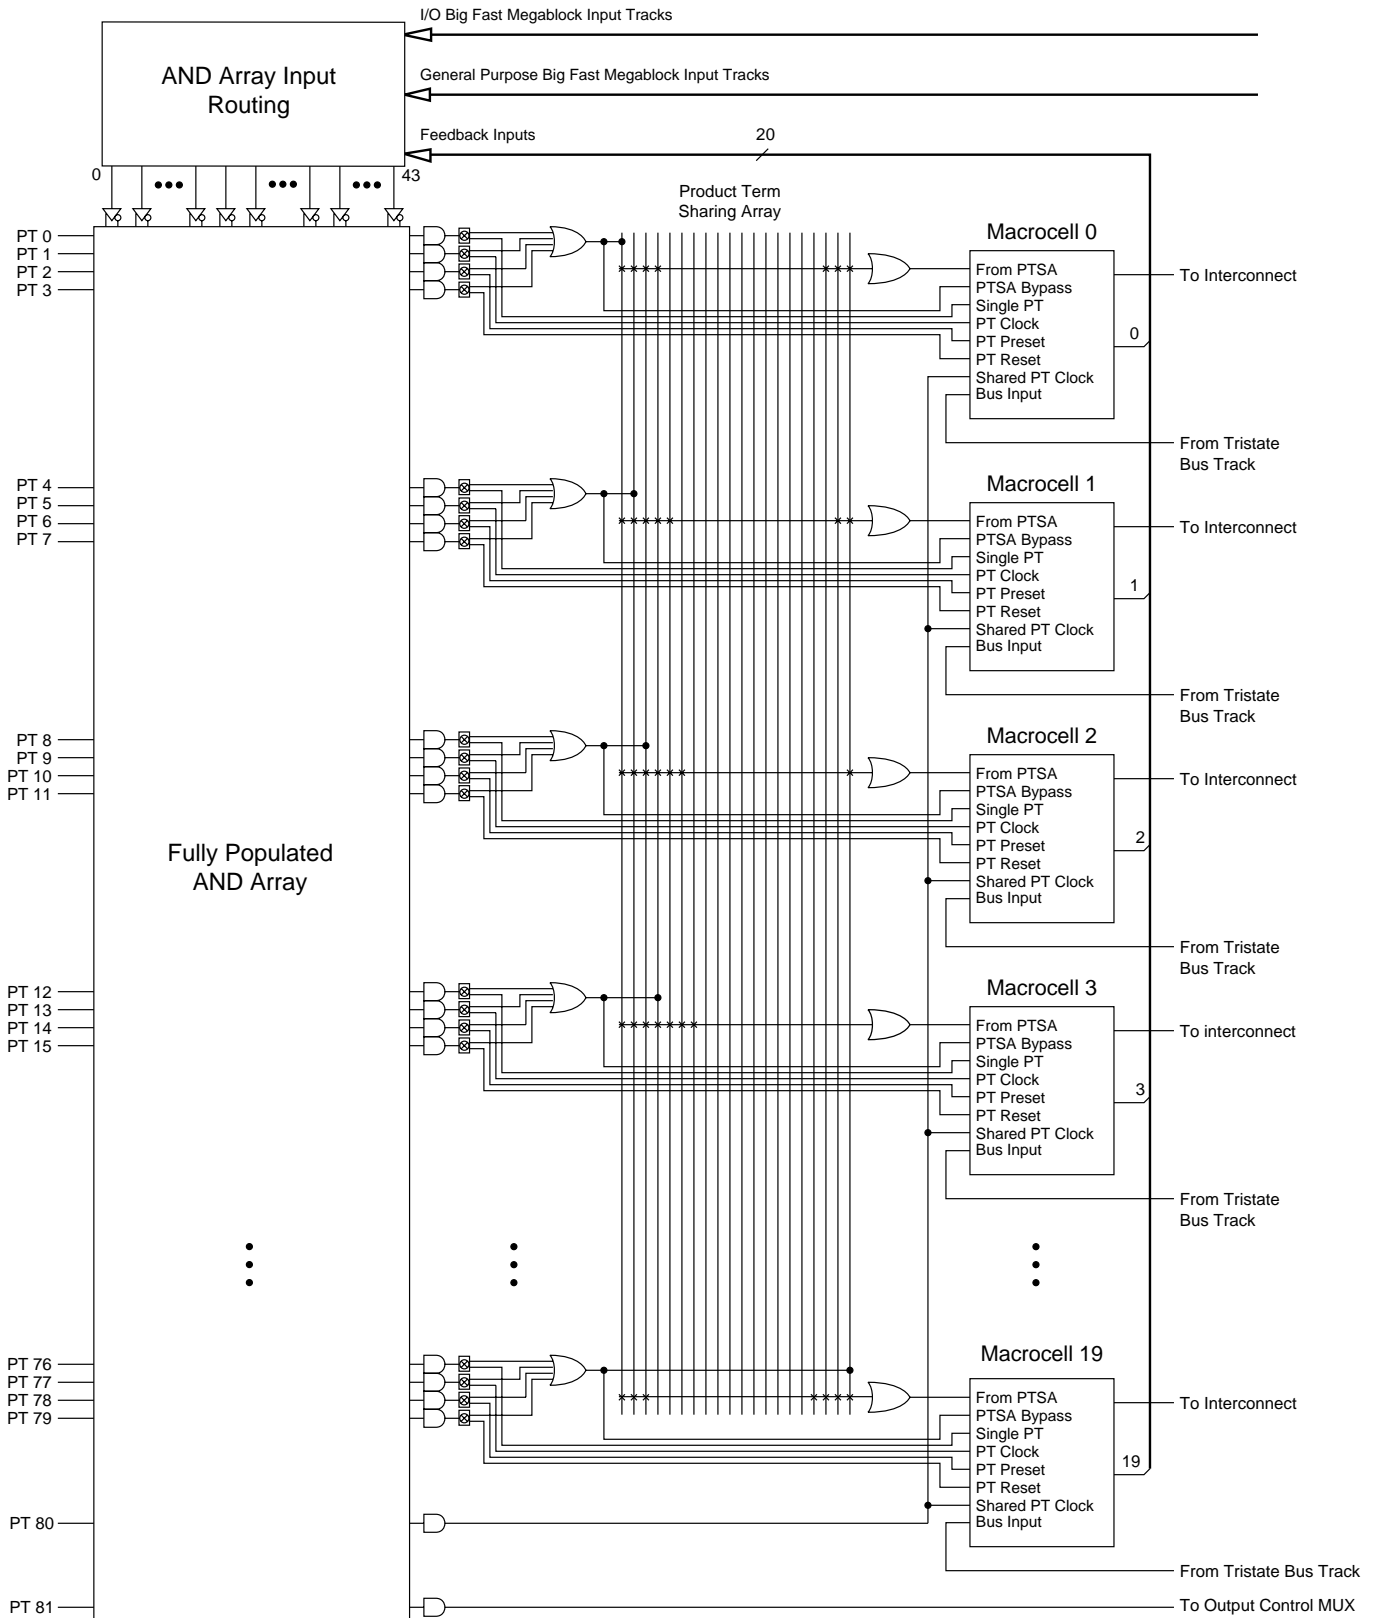 I/O Big Fast Megablock Input Tracks
AND Array Input
Routing
General Purpose Big Fast Megablock Input Tracks
Feedback Inputs
20
0
43
Product Term
Sharing Array
PT 0
PT 1
PT 2
PT 3
Macrocell 0
From PTSA
PTSA Bypass
Single PT
PT Clock
PT Preset
PT Reset
Shared PT Clock
Bus Input
To Interconnect
0
From Tristate
Bus Track
PT 4
PT 5
PT 6
PT 7
Macrocell 1
From PTSA
PTSA Bypass
Single PT
PT Clock
PT Preset
PT Reset
Shared PT Clock
Bus Input
To Interconnect
1
From Tristate
Bus Track
PT 8
PT 9
PT 10
PT 11
Macrocell 2
From PTSA
PTSA Bypass
Single PT
PT Clock
PT Preset
PT Reset
Shared PT Clock
Bus Input
To Interconnect
2
From Tristate
Bus Track
Fully Populated
AND Array
PT 12
PT 13
PT 14
PT 15
Macrocell 3
From PTSA
PTSA Bypass
Single PT
PT Clock
PT Preset
PT Reset
Shared PT Clock
Bus Input
To interconnect
3
From Tristate
Bus Track
PT 76
PT 77
PT 78
PT 79
Macrocell 19
From PTSA
PTSA Bypass
Single PT
PT Clock
PT Preset
PT Reset
Shared PT Clock
Bus Input
To Interconnect
19
PT 80
From Tristate Bus Track
PT 81
To Output Control MUX